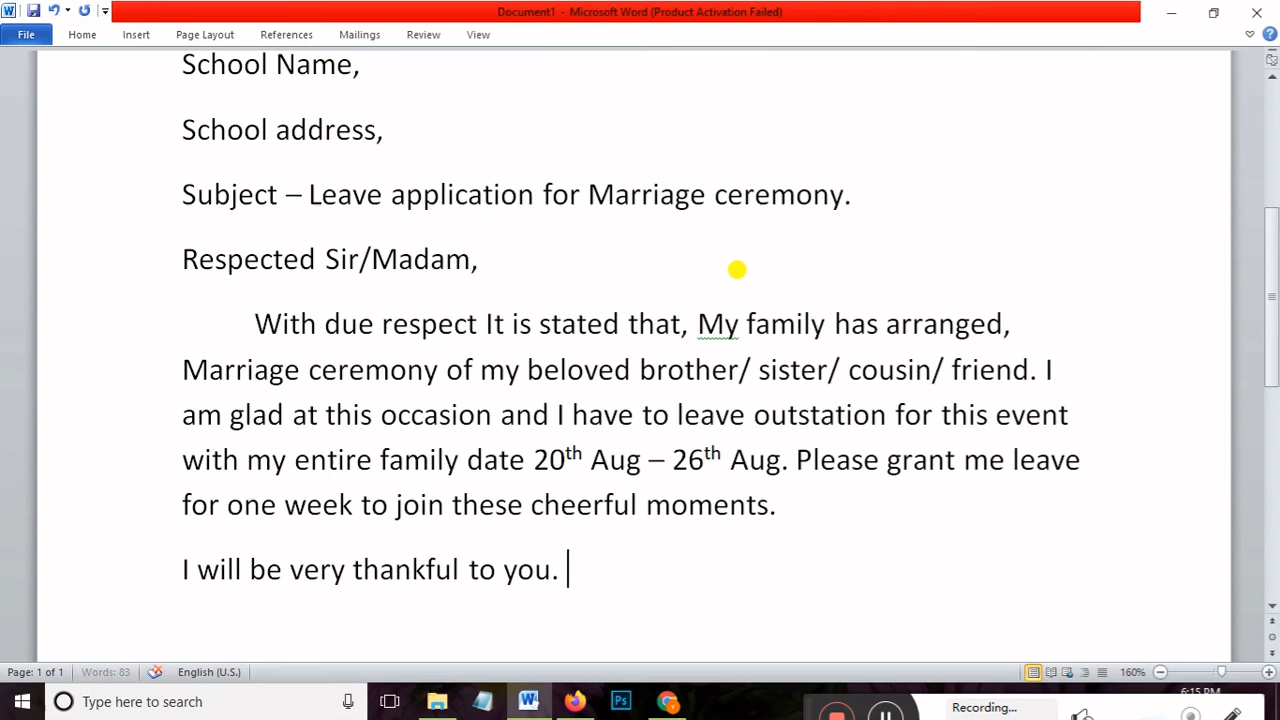 Document1 - Microsoft Word (Product Activation Failed)
File Home Insert Page Layout References Mailings Review View
School Name,
School address,
Subject – Leave application for Marriage ceremony.
Respected Sir/Madam,
With due respect It is stated that, My family has arranged,
Marriage ceremony of my beloved brother/ sister/ cousin/ friend. I
am glad at this occasion and I have to leave outstation for this event
with my entire family date 20th Aug – 26th Aug. Please grant me leave
for one week to join these cheerful moments.
I will be very thankful to you.
Page: 1 of 1 Words: 83 English (U.S.) 160%
Type here to search 6:15 PM
Recording...